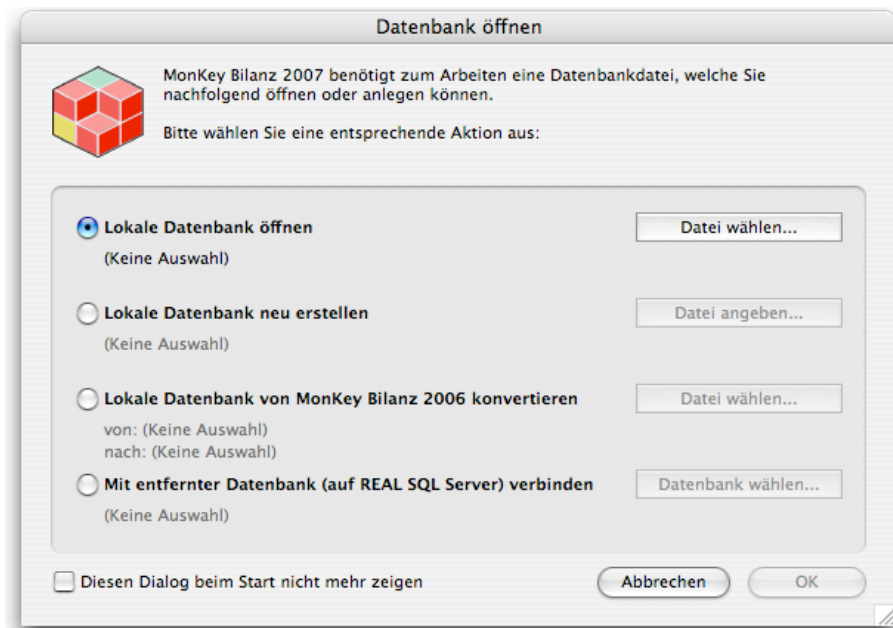 Datenbank öffnen
MonKey Bilanz 2007 benötigt zum Arbeiten eine Datenbankdatei, welche Sie
nachfolgend öffnen oder anlegen können.
Bitte wählen Sie eine entsprechende Aktion aus:
Lokale Datenbank öffnen
Datei wählen...
(Keine Auswahl)
Lokale Datenbank neu erstellen
Datei angeben...
(Keine Auswahl)
Lokale Datenbank von MonKey Bilanz 2006 konvertieren
Datei wählen...
von: (Keine Auswahl)
nach: (Keine Auswahl)
Mit entfernter Datenbank (auf REAL SQL Server) verbinden
Datenbank wählen...
(Keine Auswahl)
Diesen Dialog beim Start nicht mehr zeigen
Abbrechen
OK